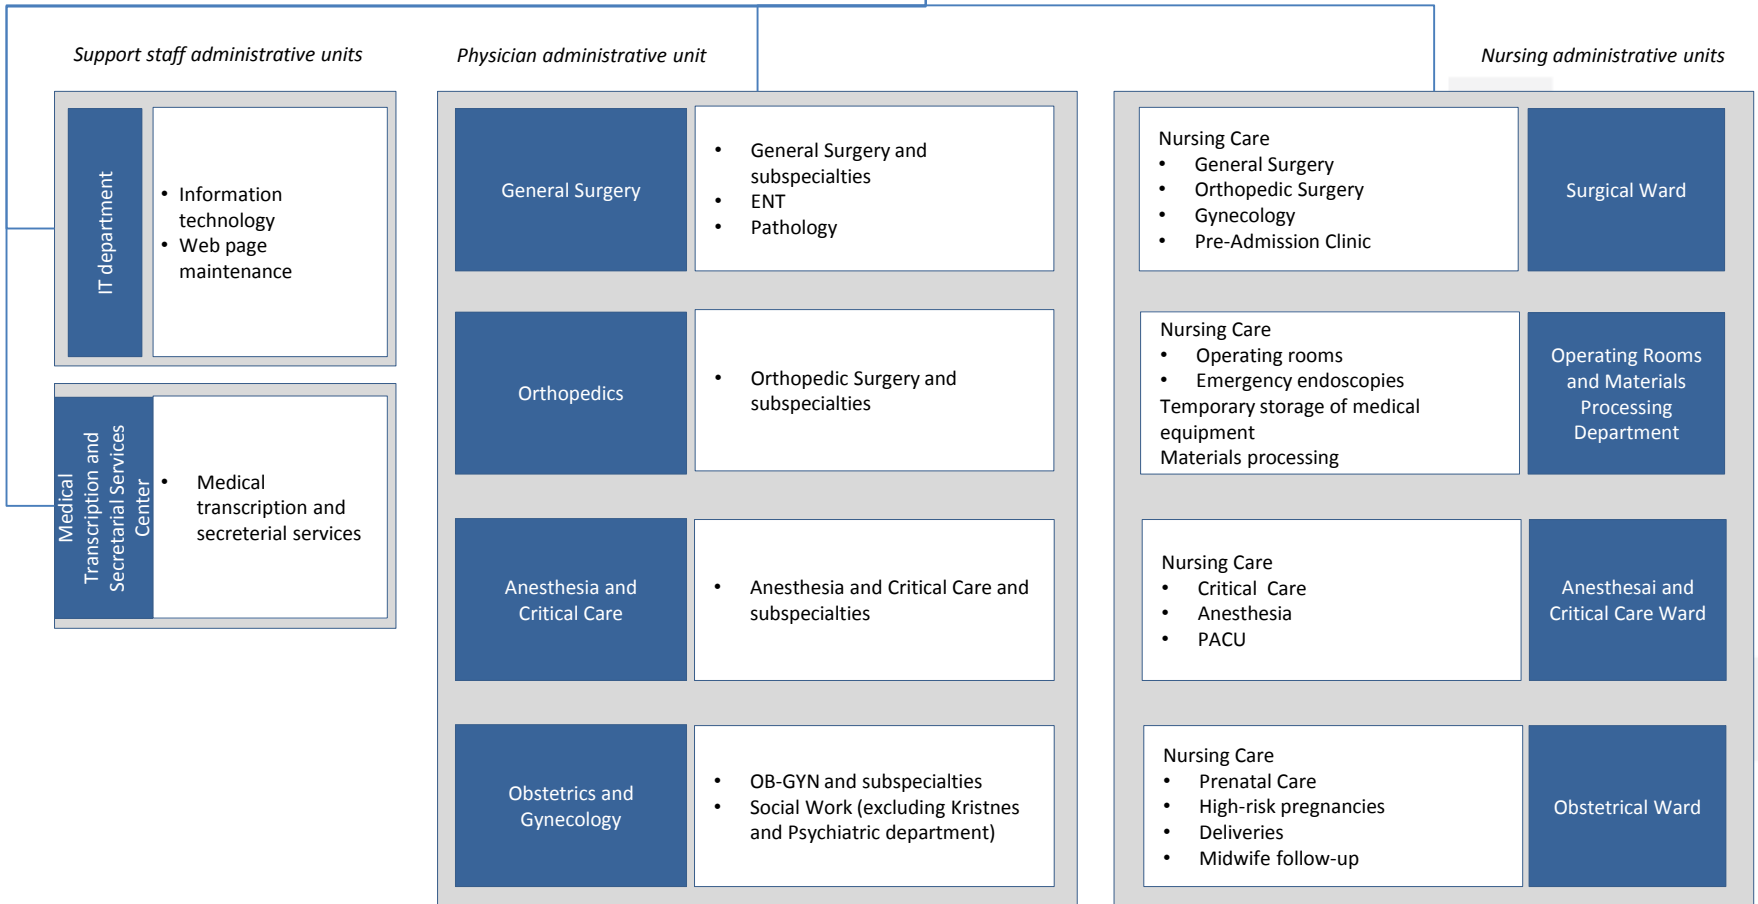 Support staff administrative units
Physician administrative unit
Nursing administrative units
IT department
• Information
technology
• Web page
maintenance
Medical
Transcription and
Secretarial Services
Center
• Medical
transcription and
secreterial services
General Surgery
• General Surgery and
subspecialties
• ENT
• Pathology
Orthopedics
• Orthopedic Surgery and
subspecialties
Anesthesia and
Critical Care
• Anesthesia and Critical Care and
subspecialties
Obstetrics and
Gynecology
• OB-GYN and subspecialties
• Social Work (excluding Kristnes
and Psychiatric department)
Nursing Care
• General Surgery
• Orthopedic Surgery
• Gynecology
• Pre-Admission Clinic
Surgical Ward
Nursing Care
• Operating rooms
• Emergency endoscopies
Temporary storage of medical
equipment
Materials processing
Operating Rooms
and Materials
Processing
Department
Nursing Care
• Critical Care
• Anesthesia
• PACU
Anesthesai and
Critical Care Ward
Nursing Care
• Prenatal Care
• High-risk pregnancies
• Deliveries
• Midwife follow-up
Obstetrical Ward